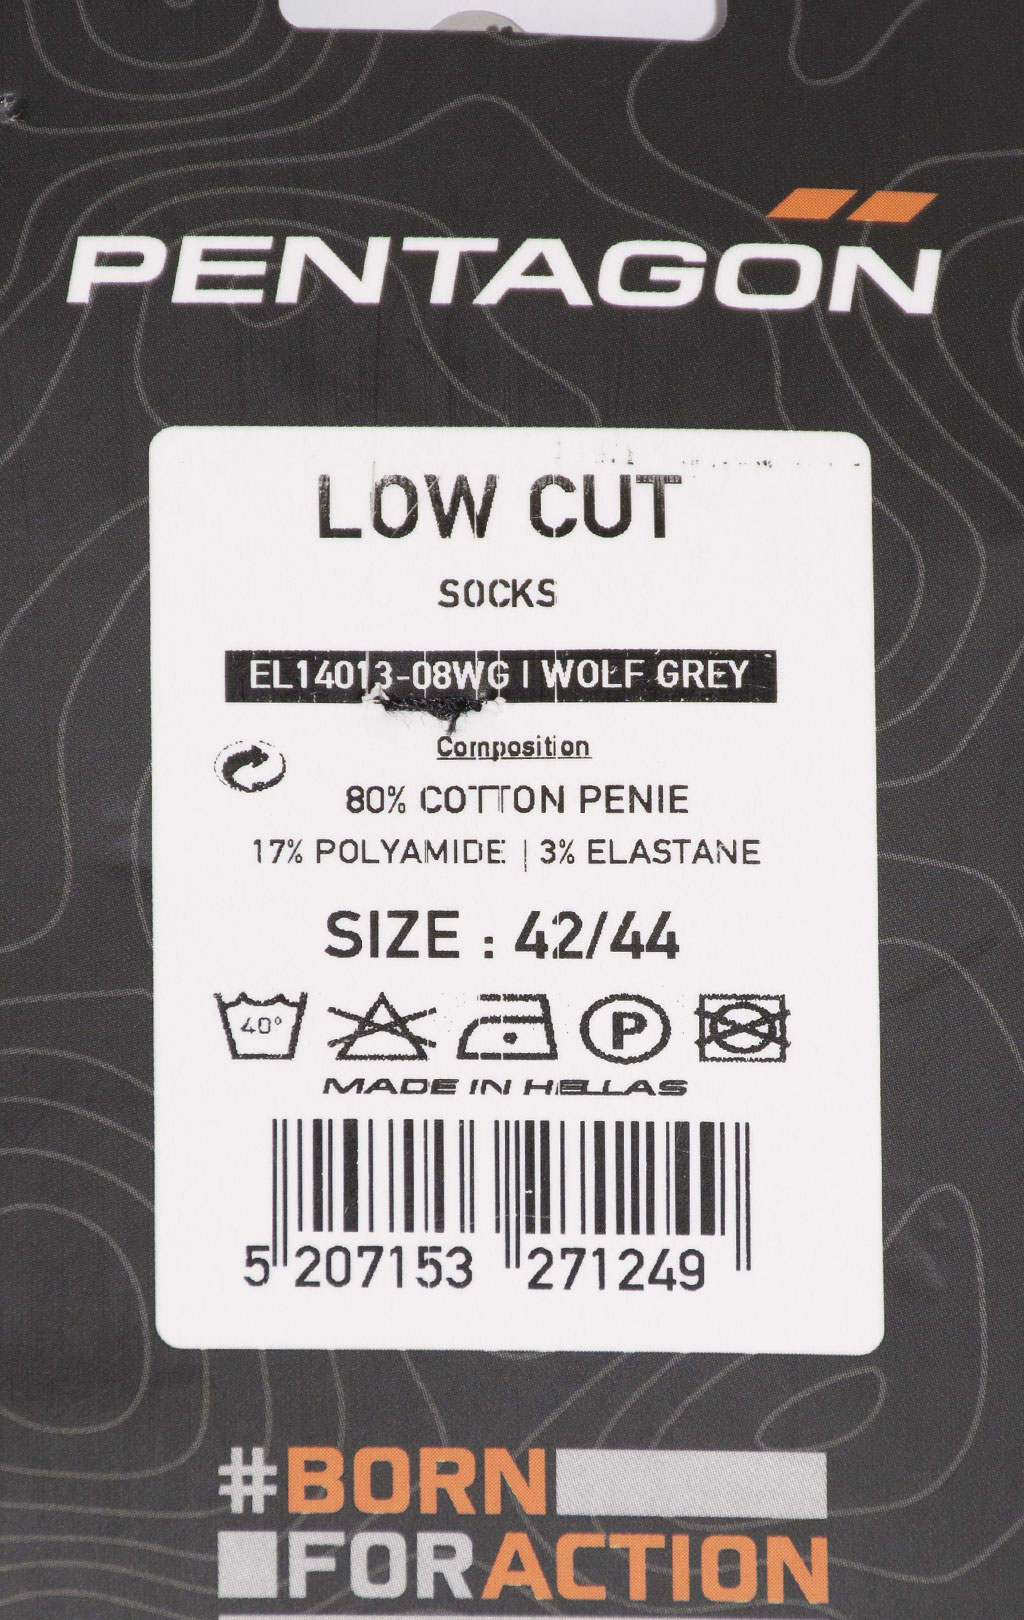 PENTAGON
LOW CUT
SOCKS
EL14013-08WG | WOLF GREY
Composition
80% COTTON PENIE
17% POLYAMIDE | 3% ELASTANE
SIZE : 42/44
40°
P
MADE IN HELLAS
5 207153 271249
#BORN
FORACTION